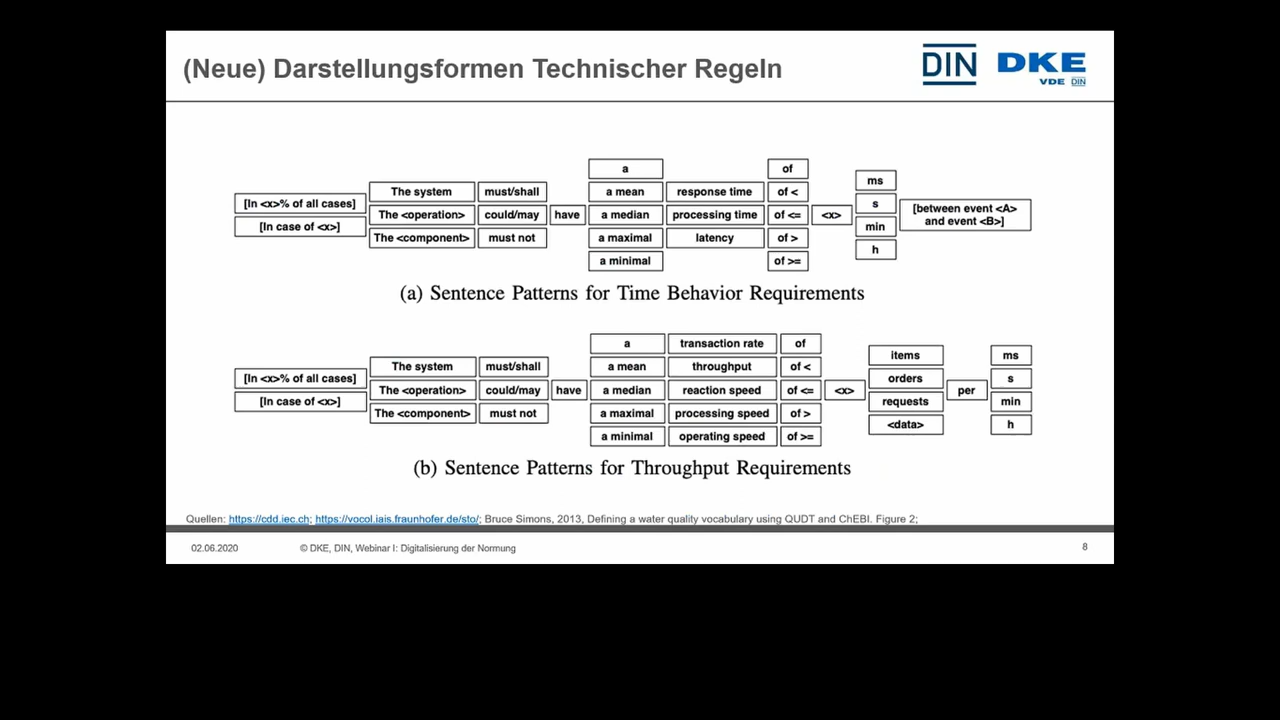 (Neue) Darstellungsformen Technischer Regeln
DIN
DKE
VDE DIN
a of
ms
The system must/shall a mean response time of <
[In <x>% of all cases] s
The <operation> could/may have a median processing time of <= <x> [between event <A>
and event <B>]
[In case of <x>] min
The <component> must not a maximal latency of >
h
a minimal of >=
(a) Sentence Patterns for Time Behavior Requirements
a transaction rate of
items ms
The system must/shall a mean throughput of <
[In <x>% of all cases] orders s
The <operation> could/may have a median reaction speed of <= <x> per
[In case of <x>] requests min
The <component> must not a maximal processing speed of >
<data> h
a minimal operating speed of >=
(b) Sentence Patterns for Throughput Requirements
Quellen: https://cdd.iec.ch; https://vocol.iais.fraunhofer.de/sto/; Bruce Simons, 2013, Defining a water quality vocabulary using QUDT and ChEBI. Figure 2;
02.06.2020 © DKE, DIN, Webinar I: Digitalisierung der Normung 8